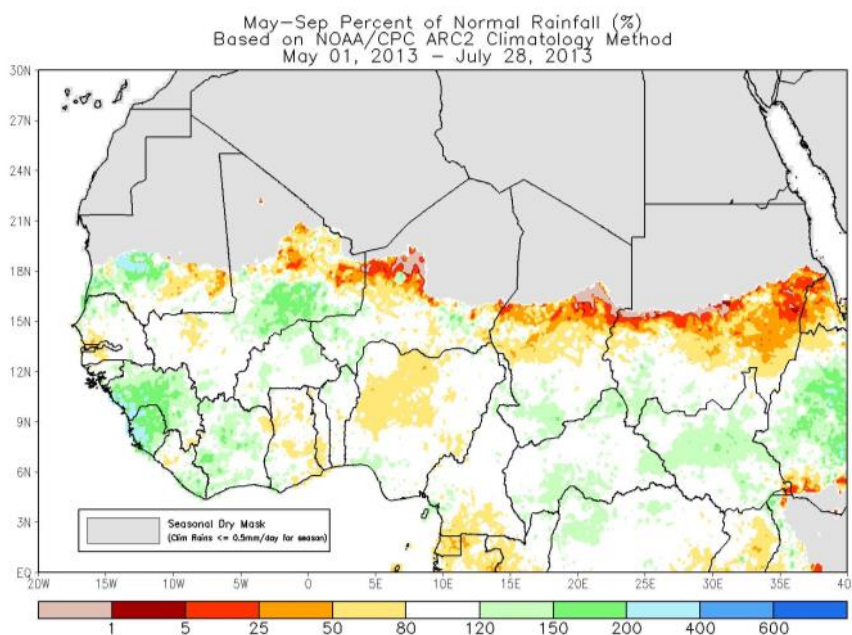 May-Sep Percent of Normal Rainfall (%)
Based on NOAA/CPC ARC2 Climatology Method
May 01, 2013 - July 28, 2013
30N
27N
24N
21N
18N
15N
12N
9N
6N
3N
EQ
Seasonal Dry Mask
(Clim Rains <= 0.5mm/day for season)
20W 15W 10W 5W 0 5E 10E 15E 20E 25E 30E 35E 40E
1 5 25 50 80 120 150 200 400 600